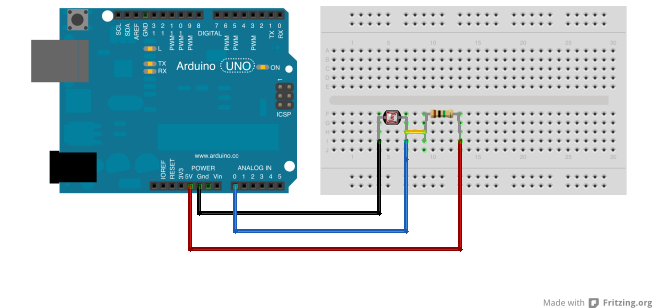 SCL
SDA
AREF
GND
13
12
PWM 11
PWM 10
PWM 9
8
7
PWM 6
PWM 5
4
PWM 3
2
TX 1
RX 0
DIGITAL
L
TX
RX
Arduino
UNO
ON
1
ICSP
www.arduino.cc
POWER
ANALOG IN
IOREF
RESET
3V3
5V
Gnd
Vin
0 1 2 3 4 5
1 5 10 15 20 25 30
1 5 10 15 20 25 30
Made with Fritzing.org